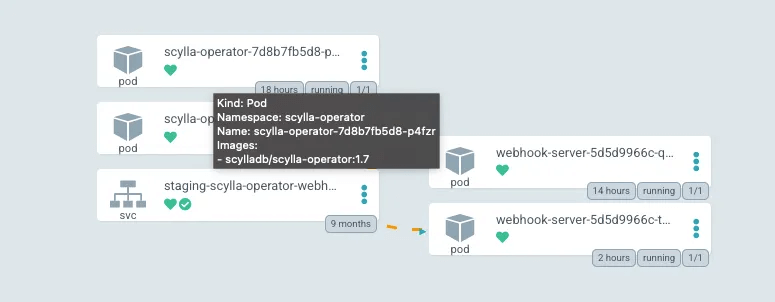 scylla-operator-7d8b7fb5d8-p...
pod
18 hours running 1/1
Kind: Pod
Namespace: scylla-operator
Name: scylla-operator-7d8b7fb5d8-p4fzr
Images:
- scylladb/scylla-operator:1.7
scylla-op
pod
staging-scylla-operator-webh...
svc
9 months
webhook-server-5d5d9966c-q...
pod
14 hours running 1/1
webhook-server-5d5d9966c-t...
pod
2 hours running 1/1